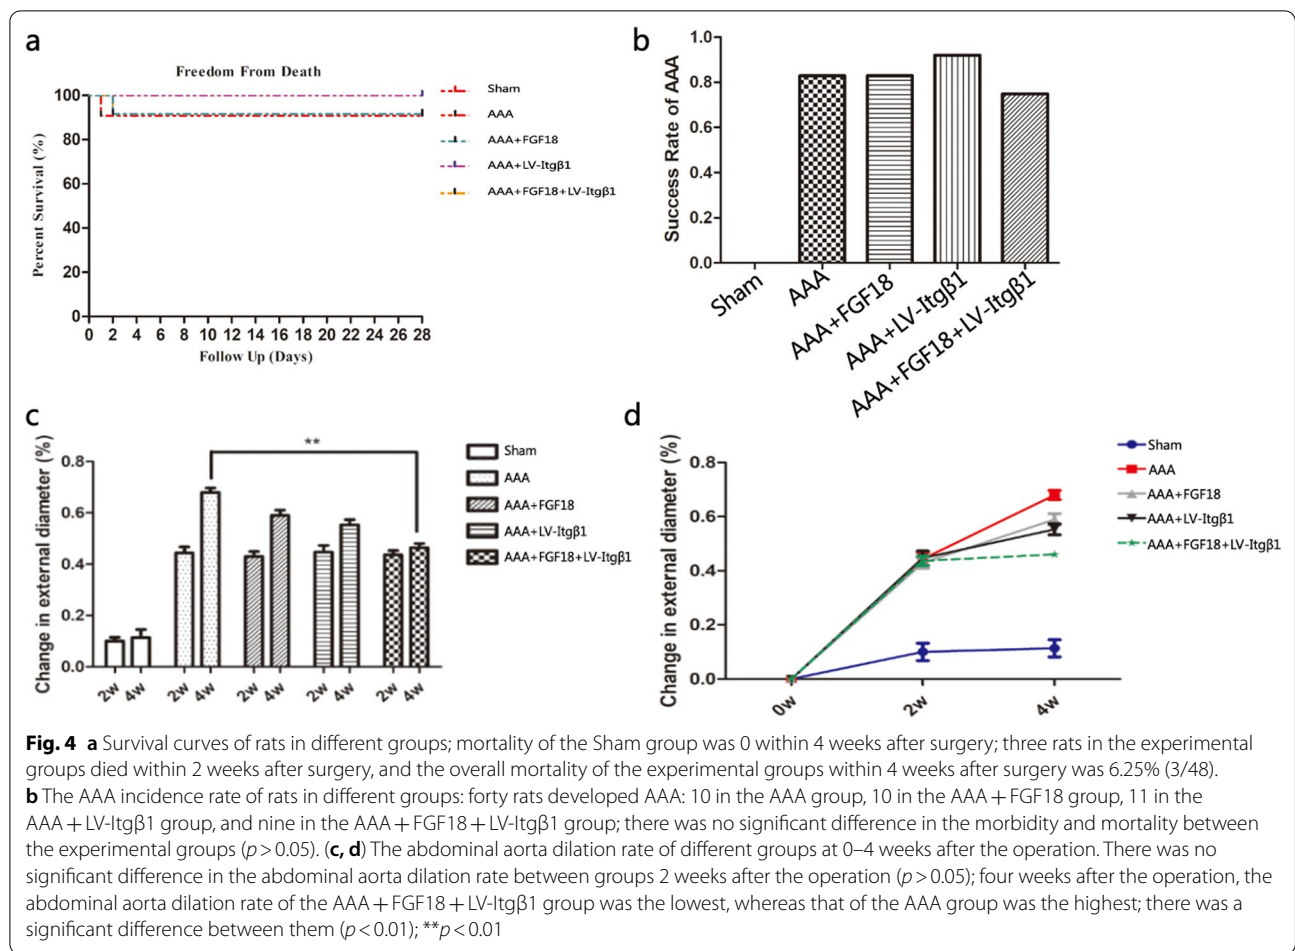 a
Freedom From Death
Percent Survival (%)
100
80
60
40
20
0
0 2 4 6 8 10 12 14 16 18 20 22 24 26 28
Follow Up (Days)
Sham
AAA
AAA+FGF18
AAA+LV-Itgβ1
AAA+FGF18+LV-Itgβ1
b
Success Rate of AAA
1.0
0.8
0.6
0.4
0.2
0.0
Sham
AAA
AAA+FGF18
AAA+LV-Itgβ1
AAA+FGF18+LV-Itgβ1
c
Change in external diameter (%)
0.8
0.6
0.4
0.2
0.0
**
2w 4w 2w 4w 2w 4w 2w 4w 2w 4w
Sham
AAA
AAA+FGF18
AAA+LV-Itgβ1
AAA+FGF18+LV-Itgβ1
d
Change in external diameter (%)
0.8
0.6
0.4
0.2
0.0
0w 2w 4w
Sham
AAA
AAA+FGF18
AAA+LV-Itgβ1
AAA+FGF18+LV-Itgβ1
Fig. 4 a Survival curves of rats in different groups; mortality of the Sham group was 0 within 4 weeks after surgery; three rats in the experimental
groups died within 2 weeks after surgery, and the overall mortality of the experimental groups within 4 weeks after surgery was 6.25% (3/48).
b The AAA incidence rate of rats in different groups: forty rats developed AAA: 10 in the AAA group, 10 in the AAA + FGF18 group, 11 in the
AAA + LV-Itgβ1 group, and nine in the AAA + FGF18 + LV-Itgβ1 group; there was no significant difference in the morbidity and mortality between
the experimental groups (p > 0.05). (c, d) The abdominal aorta dilation rate of different groups at 0–4 weeks after the operation. There was no
significant difference in the abdominal aorta dilation rate between groups 2 weeks after the operation (p > 0.05); four weeks after the operation, the
abdominal aorta dilation rate of the AAA + FGF18 + LV-Itgβ1 group was the lowest, whereas that of the AAA group was the highest; there was a
significant difference between them (p < 0.01); **p < 0.01